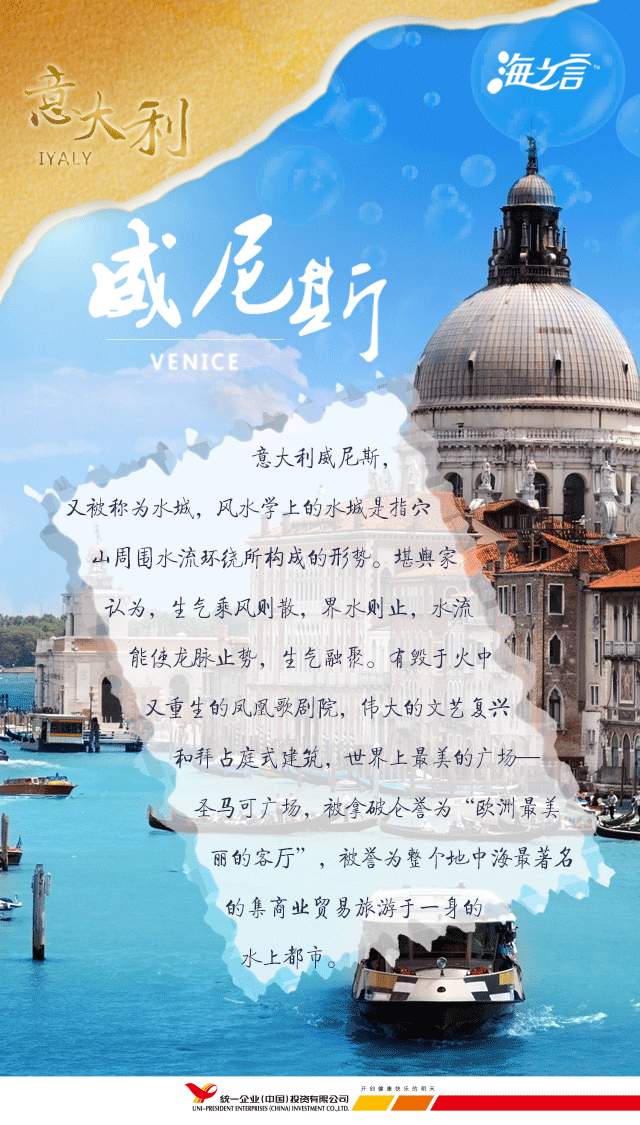 海之言™
意大利
IYALY
威尼斯
VENICE
意大利威尼斯，
又被称为水城，风水学上的水城是指穴
山周围水流环绕所构成的形势。堪舆家
认为，生气乘风则散，界水则止，水流
能使龙脉止势，生气融聚。有毁于火中
又重生的凤凰歌剧院，伟大的文艺复兴
和拜占庭式建筑，世界上最美的广场—
圣马可广场，被拿破仑誉为“欧洲最美
丽的客厅”，被誉为整个地中海最著名
的集商业贸易旅游于一身的
水上都市。
开创健康快乐的明天
统一企业(中国)投资有限公司
UNI-PRESIDENT ENTERPRISES (CHINA) INVESTMENT CO.,LTD.